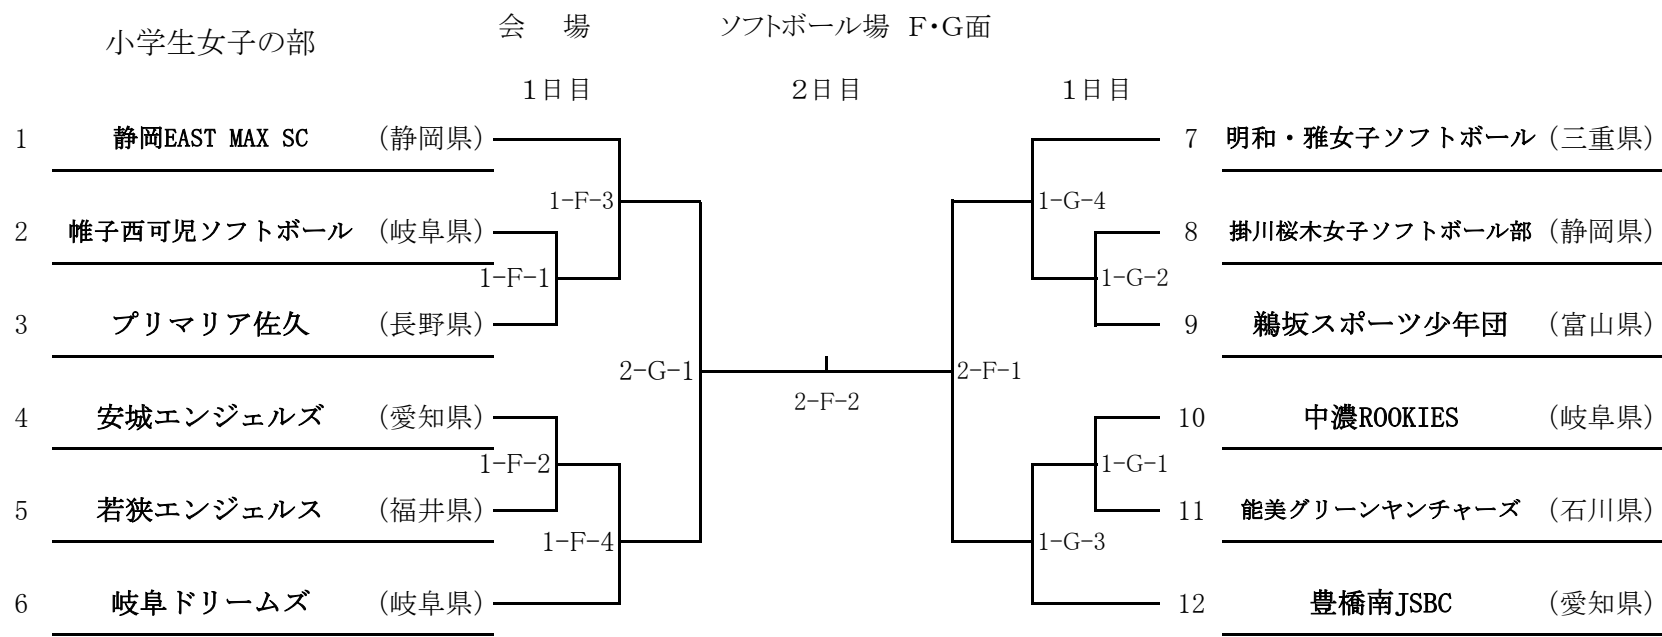 小学生女子の部
会　場　ソフトボール場 F・G面
1日目　2日目　1日目
1 静岡EAST MAX SC （静岡県）
2 帷子西可児ソフトボール （岐阜県）
3 プリマリア佐久 （長野県）
4 安城エンジェルズ （愛知県）
5 若狭エンジェルス （福井県）
6 岐阜ドリームズ （岐阜県）
1-F-3
1-F-1
1-F-2
1-F-4
2-G-1
2-F-2
2-F-1
1-G-4
1-G-2
1-G-1
1-G-3
7 明和・雅女子ソフトボール （三重県）
8 掛川桜木女子ソフトボール部 （静岡県）
9 鵜坂スポーツ少年団 （富山県）
10 中濃ROOKIES （岐阜県）
11 能美グリーンヤンチャーズ （石川県）
12 豊橋南JSBC （愛知県）